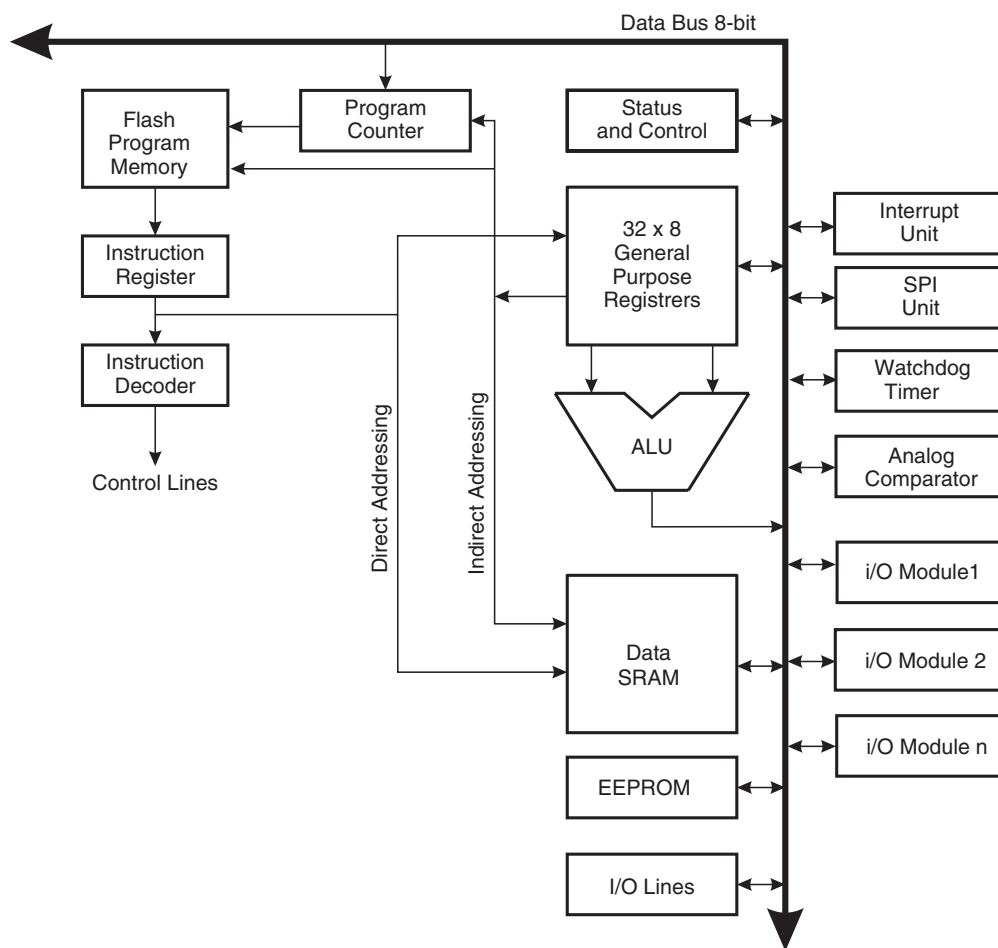 Data Bus 8-bit
Flash
Program
Memory
Program
Counter
Status
and Control
32 x 8
General
Purpose
Registrers
Interrupt
Unit
Instruction
Register
SPI
Unit
Instruction
Decoder
Watchdog
Timer
Direct Addressing
Indirect Addressing
ALU
Analog
Comparator
Control Lines
i/O Module1
Data
SRAM
i/O Module 2
i/O Module n
EEPROM
I/O Lines